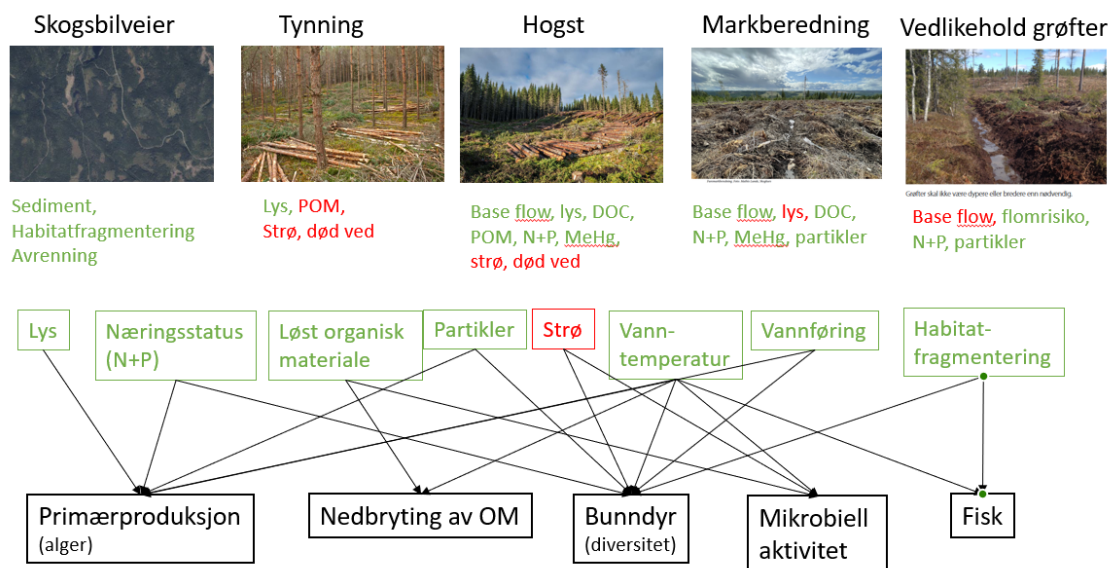 Skogsbilveier
Tynning
Hogst
Markberedning
Vedlikehold grøfter
Grøfter skal ikke være dypere eller bredere enn nødvendig.
Sediment,
Habitatfragmentering
Avrenning
Lys, POM,
Strø, død ved
Base flow, lys, DOC,
POM, N+P, MeHg,
strø, død ved
Base flow, lys, DOC,
N+P, MeHg, partikler
Base flow, flomrisiko,
N+P, partikler
Lys
Næringsstatus
(N+P)
Løst organisk
materiale
Partikler
Strø
Vann-
temperatur
Vannføring
Habitat-
fragmentering
Primærproduksjon
(alger)
Nedbryting av OM
Bunndyr
(diversitet)
Mikrobiell
aktivitet
Fisk